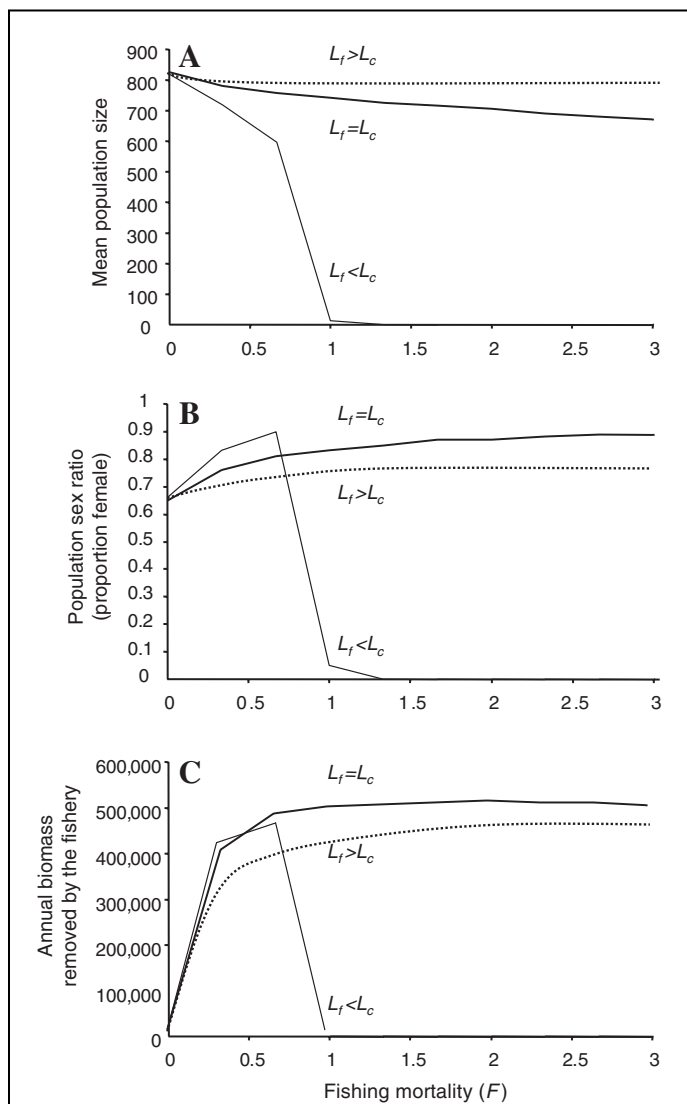 A
Mean population size
900
800
700
600
500
400
300
200
100
0
L_f>L_c
L_f=L_c
L_f<L_c
0 0.5 1 1.5 2 2.5 3
B
Population sex ratio
(proportion female)
1
0.9
0.8
0.7
0.6
0.5
0.4
0.3
0.2
0.1
0
L_f=L_c
L_f>L_c
L_f<L_c
0 0.5 1 1.5 2 2.5 3
C
Annual biomass
removed by the fishery
600,000
500,000
400,000
300,000
200,000
100,000
0
L_f=L_c
L_f>L_c
L_f<L_c
0 0.5 1 1.5 2 2.5 3
Fishing mortality (F)